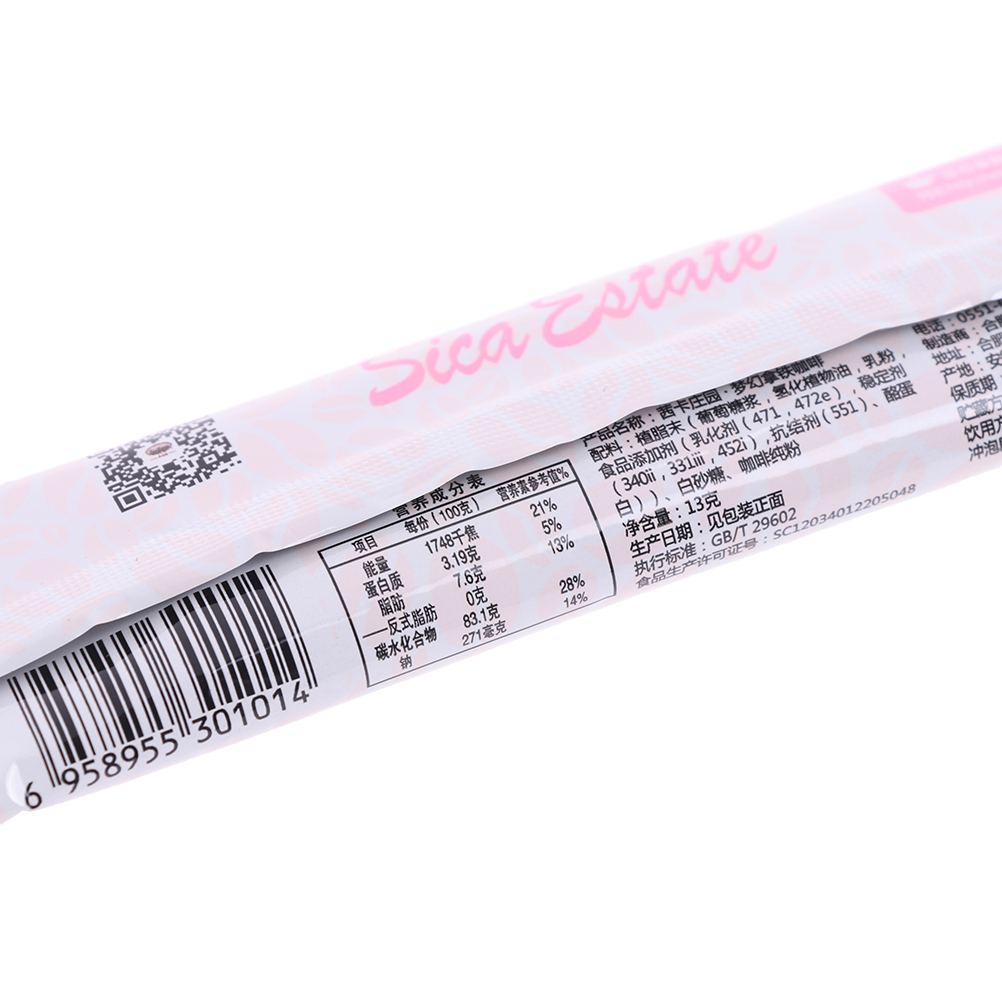 Sica Estate
产品名称：茜卡庄园：梦幻拿铁咖啡
配料：植脂末（葡萄糖浆，氢化植物油，乳粉，
食品添加剂（乳化剂（471，472e），稳定剂
（340ii，331iii，452i），抗结剂（551）、酪蛋
白））、白砂糖、咖啡纯粉
净含量：13克
生产日期：见包装正面
执行标准：GB/T 29602
食品生产许可证号：SC12034012205048
电话：0551-
制造商：合肥
地址：合肥
产地：安
保质期
贮藏方
饮用方
冲泡
营养成分表
项目 每份（100克） 营养素参考值%
能量 1748千焦 21%
蛋白质 3.19克 5%
脂肪 7.6克 13%
—反式脂肪 0克
碳水化合物 83.1克 28%
钠 271毫克 14%
6 958955 301014